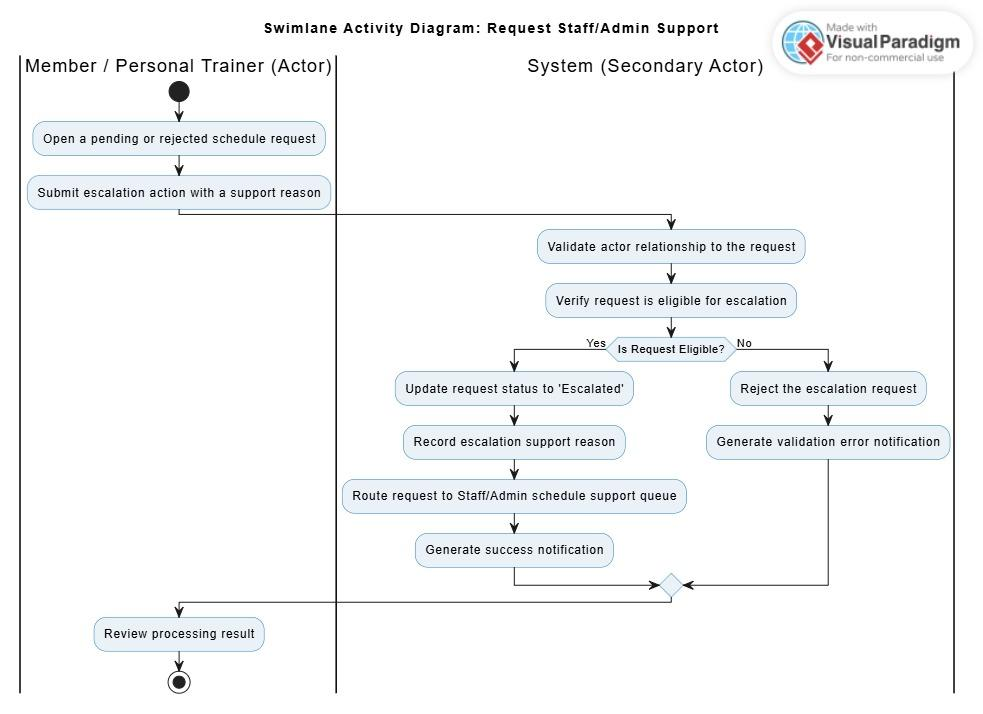 Swimlane Activity Diagram: Request Staff/Admin Support
Made with
Visual Paradigm
For non-commercial use
Member / Personal Trainer (Actor)
System (Secondary Actor)
Open a pending or rejected schedule request
Submit escalation action with a support reason
Validate actor relationship to the request
Verify request is eligible for escalation
Yes
Is Request Eligible?
No
Update request status to 'Escalated'
Reject the escalation request
Record escalation support reason
Generate validation error notification
Route request to Staff/Admin schedule support queue
Generate success notification
Review processing result